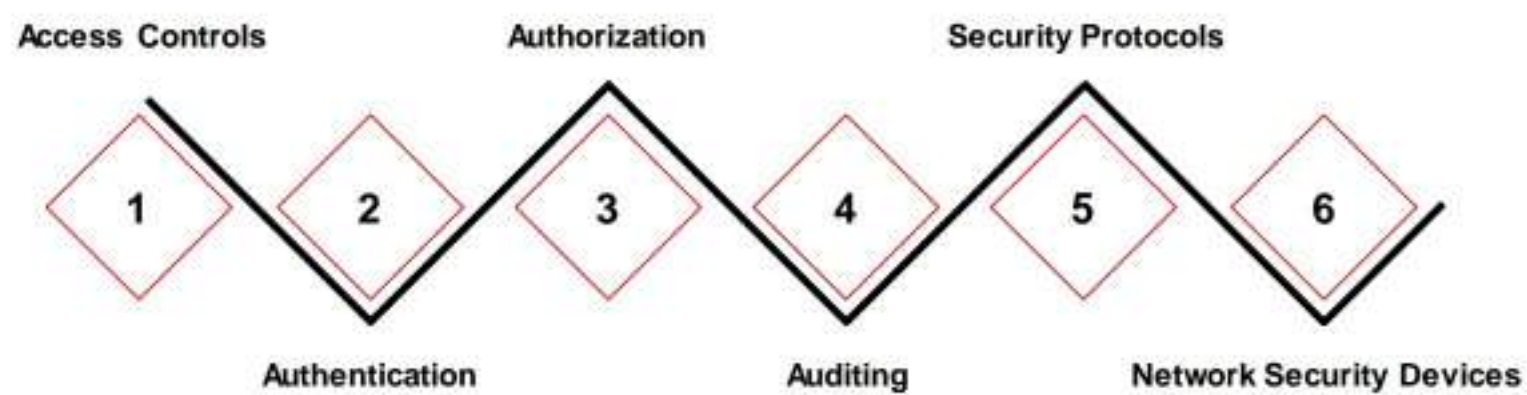 Access Controls
Authorization
Security Protocols
1
2
3
4
5
6
Authentication
Auditing
Network Security Devices